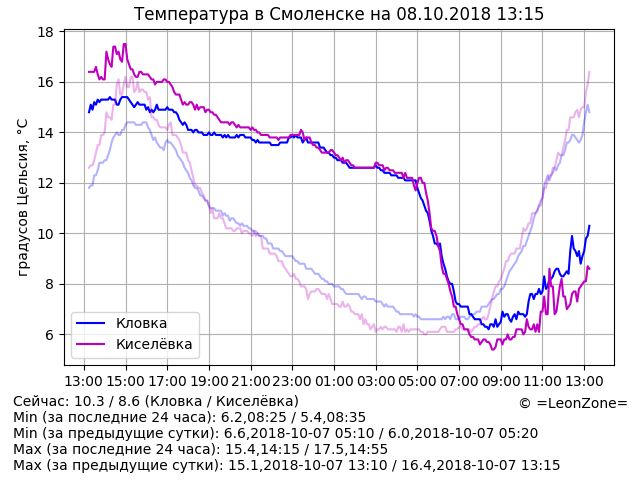 Температура в Смоленске на 08.10.2018 13:15
градусов Цельсия, °C
18
16
14
12
10
8
6
Кловка
Киселёвка
13:00 15:00 17:00 19:00 21:00 23:00 01:00 03:00 05:00 07:00 09:00 11:00 13:00
Сейчас: 10.3 / 8.6 (Кловка / Киселёвка)
© =LeonZone=
Min (за последние 24 часа): 6.2,08:25 / 5.4,08:35
Min (за предыдущие сутки): 6.6,2018-10-07 05:10 / 6.0,2018-10-07 05:20
Max (за последние 24 часа): 15.4,14:15 / 17.5,14:55
Max (за предыдущие сутки): 15.1,2018-10-07 13:10 / 16.4,2018-10-07 13:15